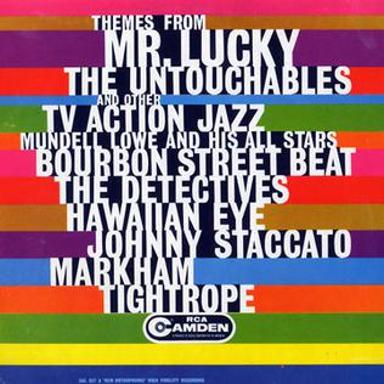 THEMES FROM
MR. LUCKY
THE UNTOUCHABLES
AND OTHER
TV ACTION JAZZ
MUNDELL LOWE AND HIS ALL STARS
BOURBON STREET BEAT
THE DETECTIVES
HAWAIIAN EYE
JOHNNY STACCATO
MARKHAM
TIGHTROPE
RCA
CAMDEN